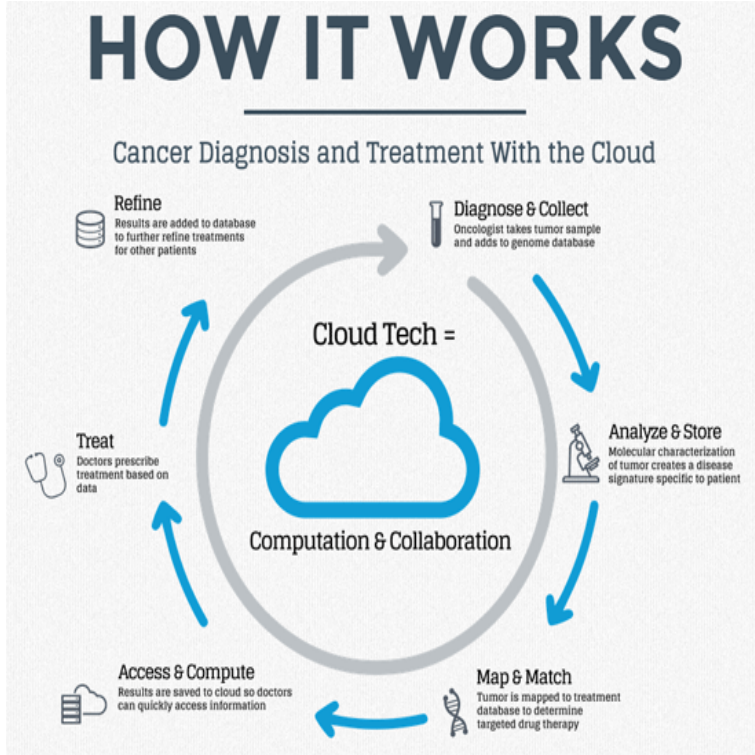 HOW IT WORKS
Cancer Diagnosis and Treatment With the Cloud
Refine
Results are added to database
to further refine treatments
for other patients
Diagnose & Collect
Oncologist takes tumor sample
and adds to genome database
Cloud Tech =
Computation & Collaboration
Analyze & Store
Molecular characterization
of tumor creates a disease
signature specific to patient
Map & Match
Tumor is mapped to treatment
database to determine
targeted drug therapy
Access & Compute
Results are saved to cloud so doctors
can quickly access information
Treat
Doctors prescribe
treatment based on
data